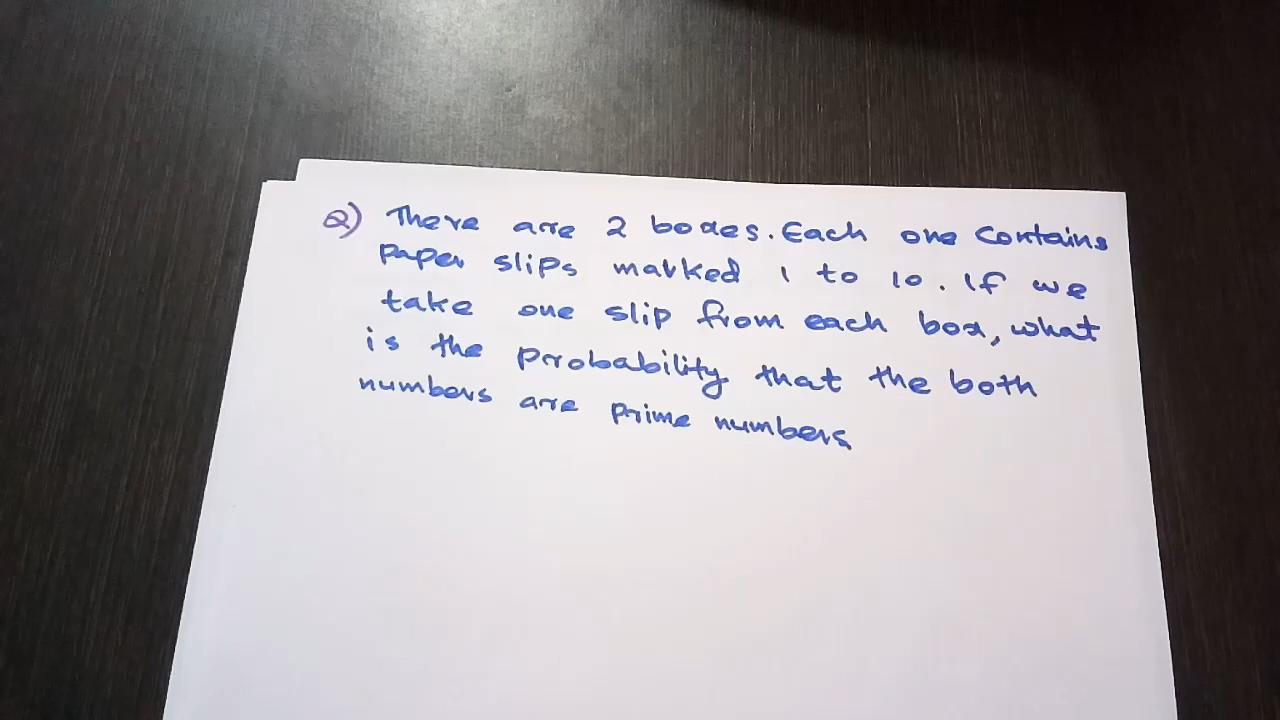 Q) There are 2 boxes. Each one contains
paper slips marked 1 to 10. If we
take one slip from each box, what
is the probability that the both
numbers are prime numbers